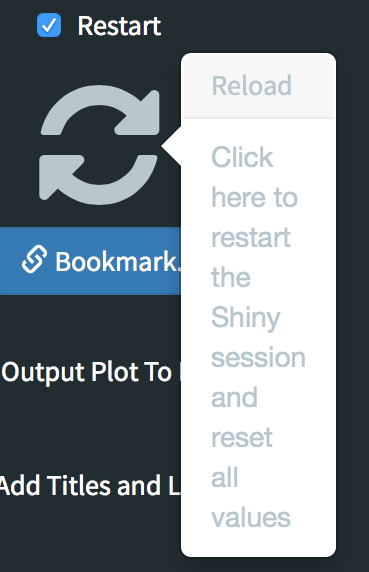 Restart
Reload
Click
here to
restart
the
Shiny
session
and
reset
all
values
Bookmark.
Output Plot To
Add Titles and L